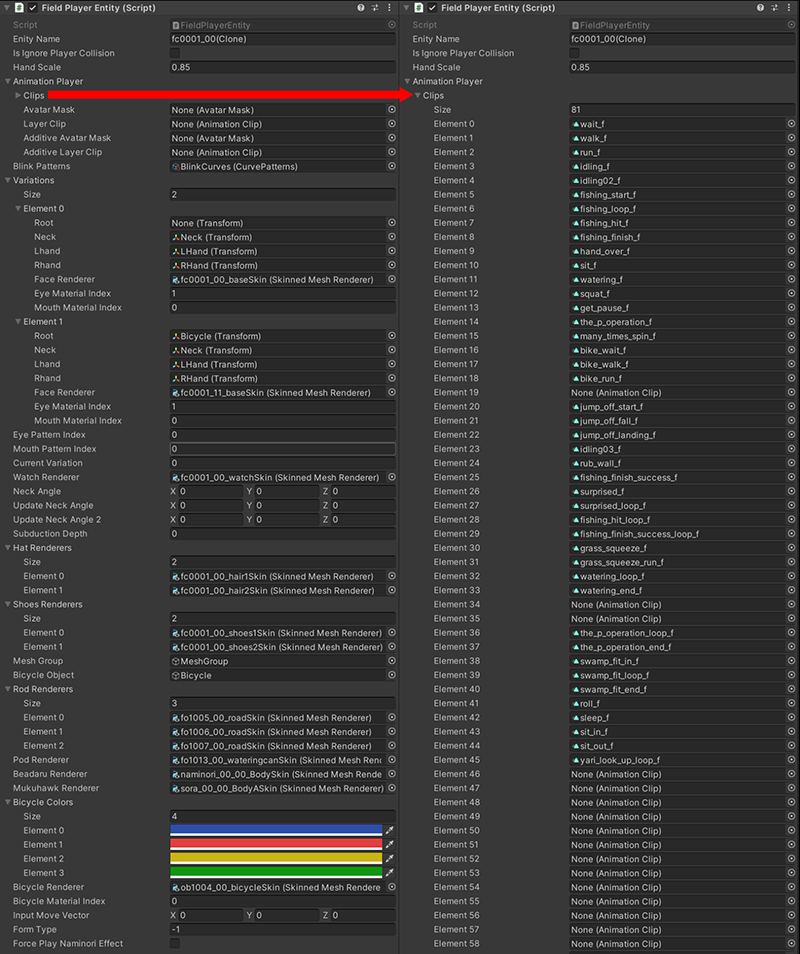 Field Player Entity (Script)
Script FieldPlayerEntity
Enity Name fc0001_00(Clone)
Is Ignore Player Collision
Hand Scale 0.85
Animation Player
Clips
Avatar Mask None (Avatar Mask)
Layer Clip None (Animation Clip)
Additive Avatar Mask None (Avatar Mask)
Additive Layer Clip None (Animation Clip)
Blink Patterns BlinkCurves (CurvePatterns)
Variations
Size 2
Element 0
Root None (Transform)
Neck Neck (Transform)
Lhand LHand (Transform)
Rhand RHand (Transform)
Face Renderer fc0001_00_baseSkin (Skinned Mesh Renderer)
Eye Material Index 1
Mouth Material Index 0
Element 1
Root Bicycle (Transform)
Neck Neck (Transform)
Lhand LHand (Transform)
Rhand RHand (Transform)
Face Renderer fc0001_11_baseSkin (Skinned Mesh Renderer)
Eye Material Index 1
Mouth Material Index 0
Eye Pattern Index 0
Mouth Pattern Index 0
Current Variation 0
Watch Renderer fc0001_00_watchSkin (Skinned Mesh Renderer)
Neck Angle X 0 Y 0 Z 0
Update Neck Angle X 0 Y 0 Z 0
Update Neck Angle 2 X 0 Y 0 Z 0
Subduction Depth 0
Hat Renderers
Size 2
Element 0 fc0001_00_hair1Skin (Skinned Mesh Renderer)
Element 1 fc0001_00_hair2Skin (Skinned Mesh Renderer)
Shoes Renderers
Size 2
Element 0 fc0001_00_shoes1Skin (Skinned Mesh Renderer)
Element 1 fc0001_00_shoes2Skin (Skinned Mesh Renderer)
Mesh Group MeshGroup
Bicycle Object Bicycle
Rod Renderers
Size 3
Element 0 fo1005_00_roadSkin (Skinned Mesh Renderer)
Element 1 fo1006_00_roadSkin (Skinned Mesh Renderer)
Element 2 fo1007_00_roadSkin (Skinned Mesh Renderer)
Pod Renderer fo1013_00_wateringcanSkin (Skinned Mesh Renc
Beadaru Renderer naminori_00_00_BodySkin (Skinned Mesh Rende
Mukuhawk Renderer sora_00_00_BodyASkin (Skinned Mesh Renderer)
Bicycle Colors
Size 4
Element 0
Element 1
Element 2
Element 3
Bicycle Renderer ob1004_00_bicycleSkin (Skinned Mesh Rendere
Bicycle Material Index 0
Input Move Vector X 0 Y 0 Z 0
Form Type -1
Force Play Naminori Effect
Field Player Entity (Script)
Script FieldPlayerEntity
Enity Name fc0001_00(Clone)
Is Ignore Player Collision
Hand Scale 0.85
Animation Player
Clips
Size 81
Element 0 wait_f
Element 1 walk_f
Element 2 run_f
Element 3 idling_f
Element 4 idling02_f
Element 5 fishing_start_f
Element 6 fishing_loop_f
Element 7 fishing_hit_f
Element 8 fishing_finish_f
Element 9 hand_over_f
Element 10 sit_f
Element 11 watering_f
Element 12 squat_f
Element 13 get_pause_f
Element 14 the_p_operation_f
Element 15 many_times_spin_f
Element 16 bike_wait_f
Element 17 bike_walk_f
Element 18 bike_run_f
Element 19 None (Animation Clip)
Element 20 jump_off_start_f
Element 21 jump_off_fall_f
Element 22 jump_off_landing_f
Element 23 idling03_f
Element 24 rub_wall_f
Element 25 fishing_finish_success_f
Element 26 surprised_f
Element 27 surprised_loop_f
Element 28 fishing_hit_loop_f
Element 29 fishing_finish_success_loop_f
Element 30 grass_squeeze_f
Element 31 grass_squeeze_run_f
Element 32 watering_loop_f
Element 33 watering_end_f
Element 34 None (Animation Clip)
Element 35 None (Animation Clip)
Element 36 the_p_operation_loop_f
Element 37 the_p_operation_end_f
Element 38 swamp_fit_in_f
Element 39 swamp_fit_loop_f
Element 40 swamp_fit_end_f
Element 41 roll_f
Element 42 sleep_f
Element 43 sit_in_f
Element 44 sit_out_f
Element 45 yari_look_up_loop_f
Element 46 None (Animation Clip)
Element 47 None (Animation Clip)
Element 48 None (Animation Clip)
Element 49 None (Animation Clip)
Element 50 None (Animation Clip)
Element 51 None (Animation Clip)
Element 52 None (Animation Clip)
Element 53 None (Animation Clip)
Element 54 None (Animation Clip)
Element 55 None (Animation Clip)
Element 56 None (Animation Clip)
Element 57 None (Animation Clip)
Element 58 None (Animation Clip)